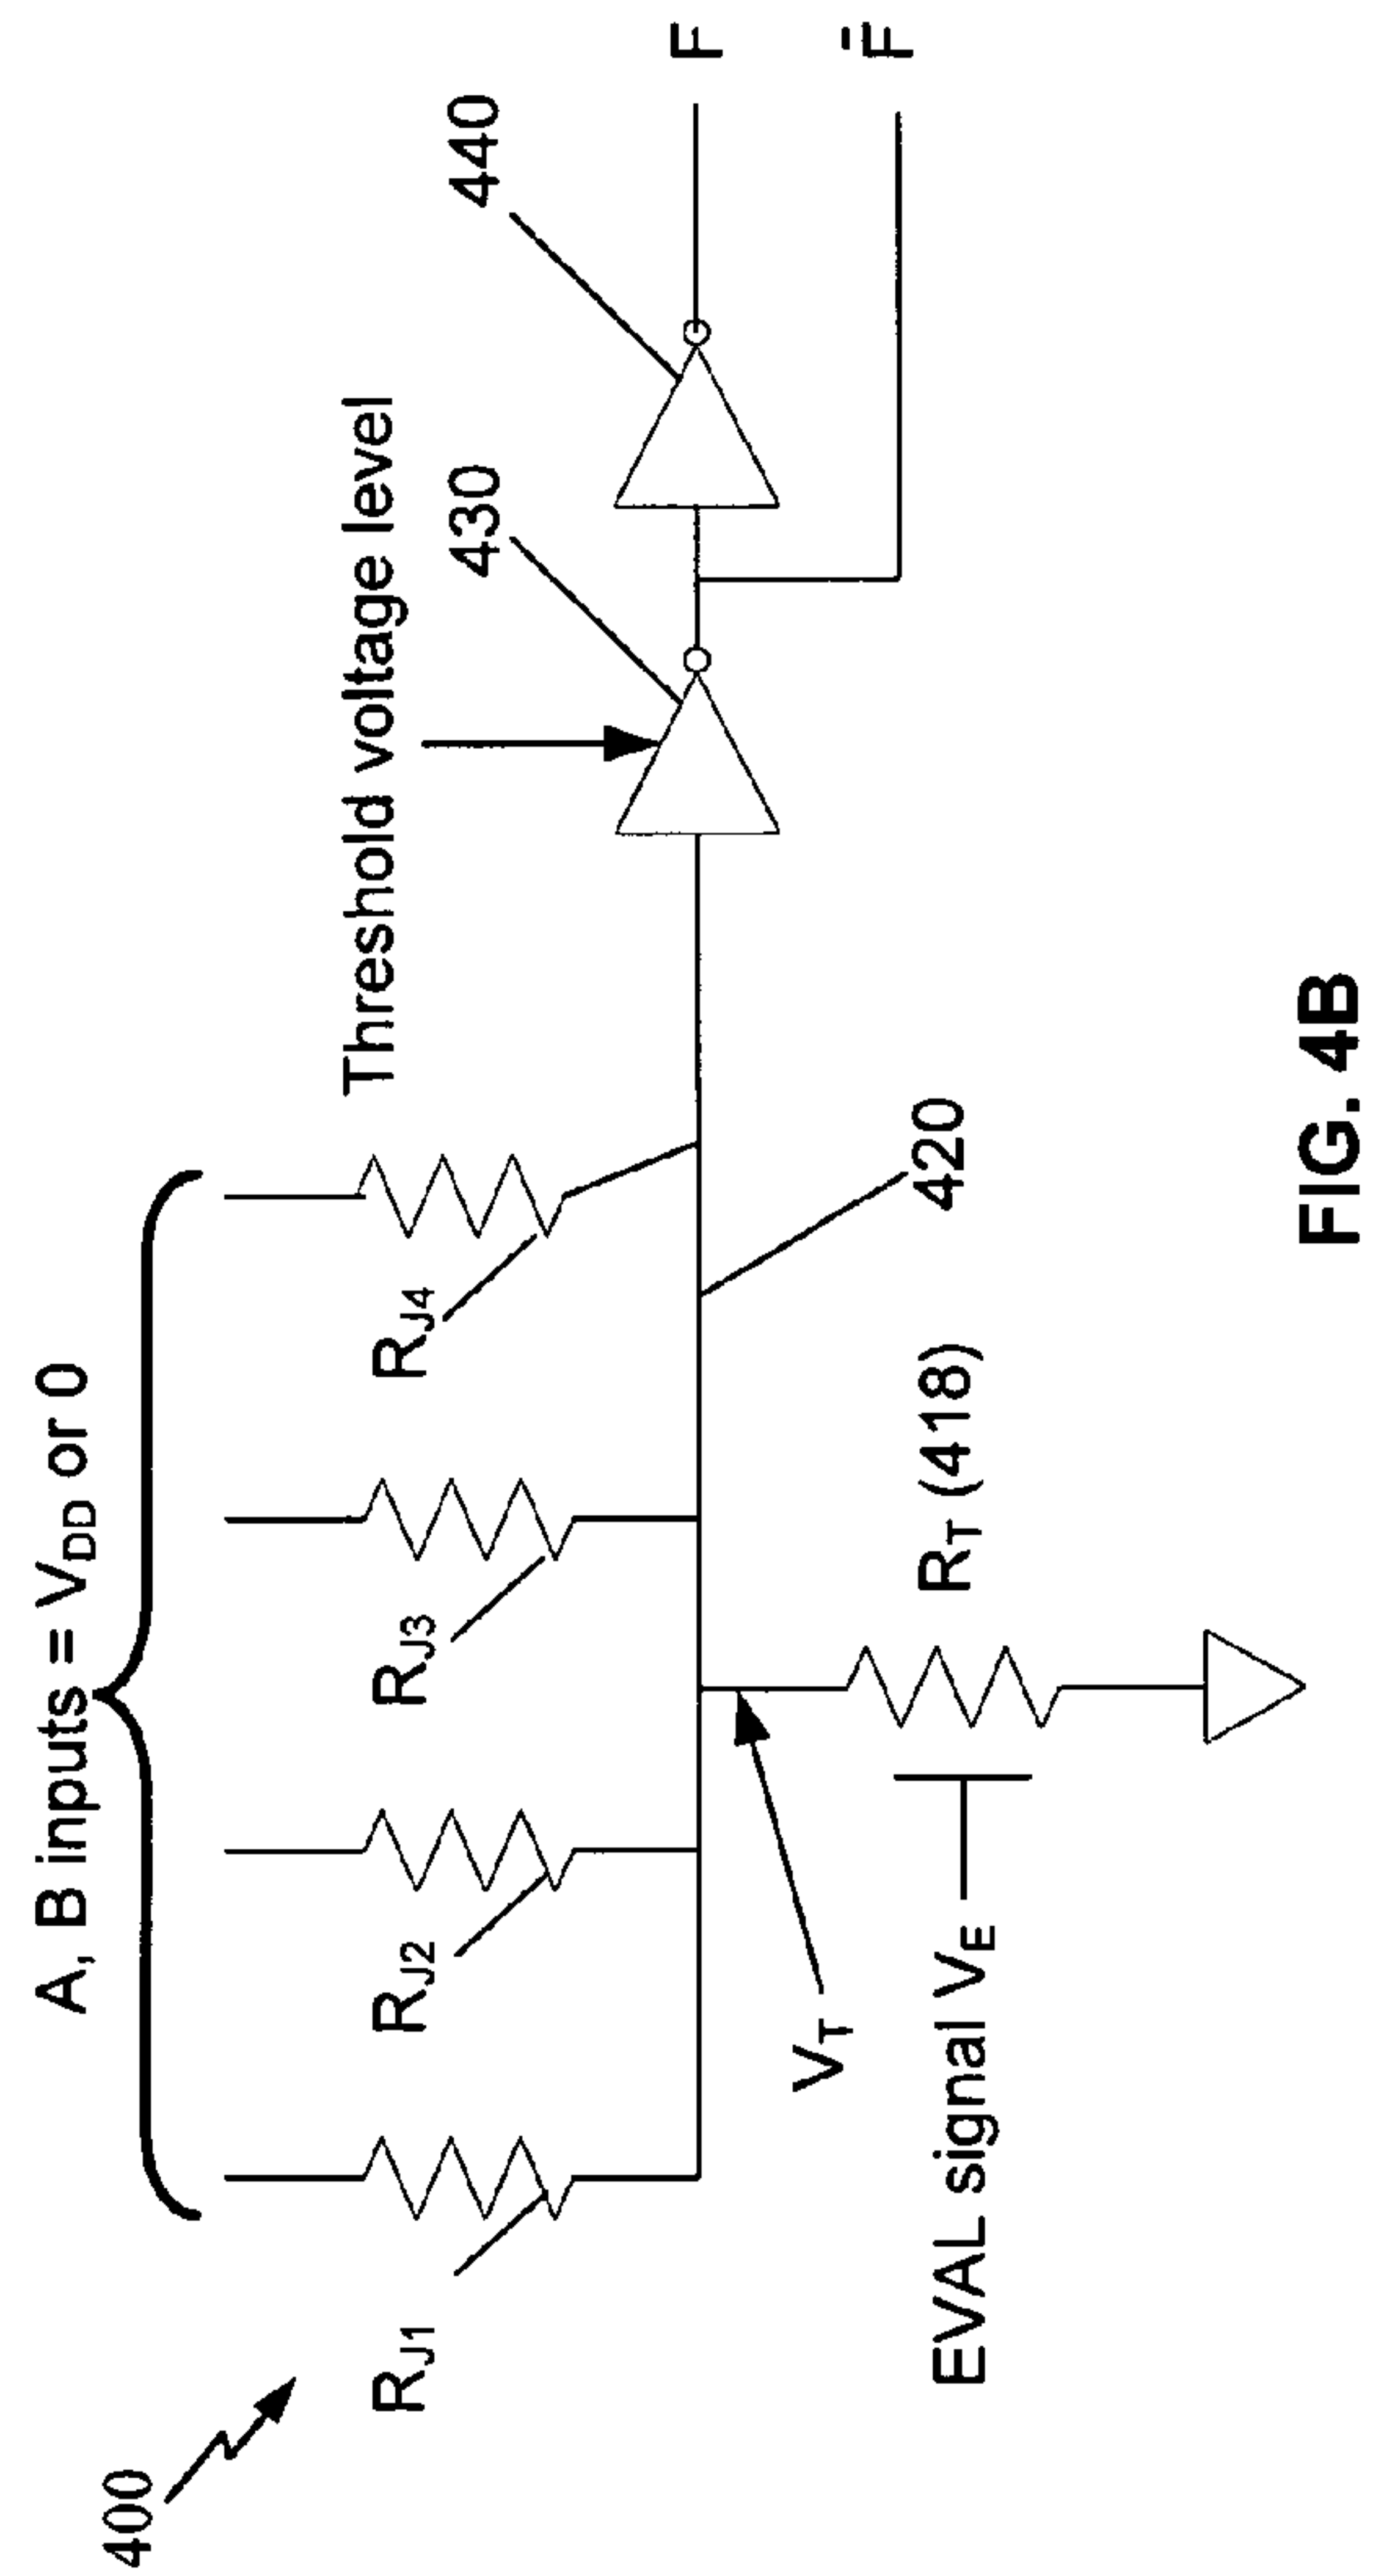 400
A, B inputs = V_DD or 0
R_J1
R_J2
R_J3
R_J4
Threshold voltage level
430
440
F
F̄
V_T
420
EVAL signal V_E
R_T (418)
FIG. 4B